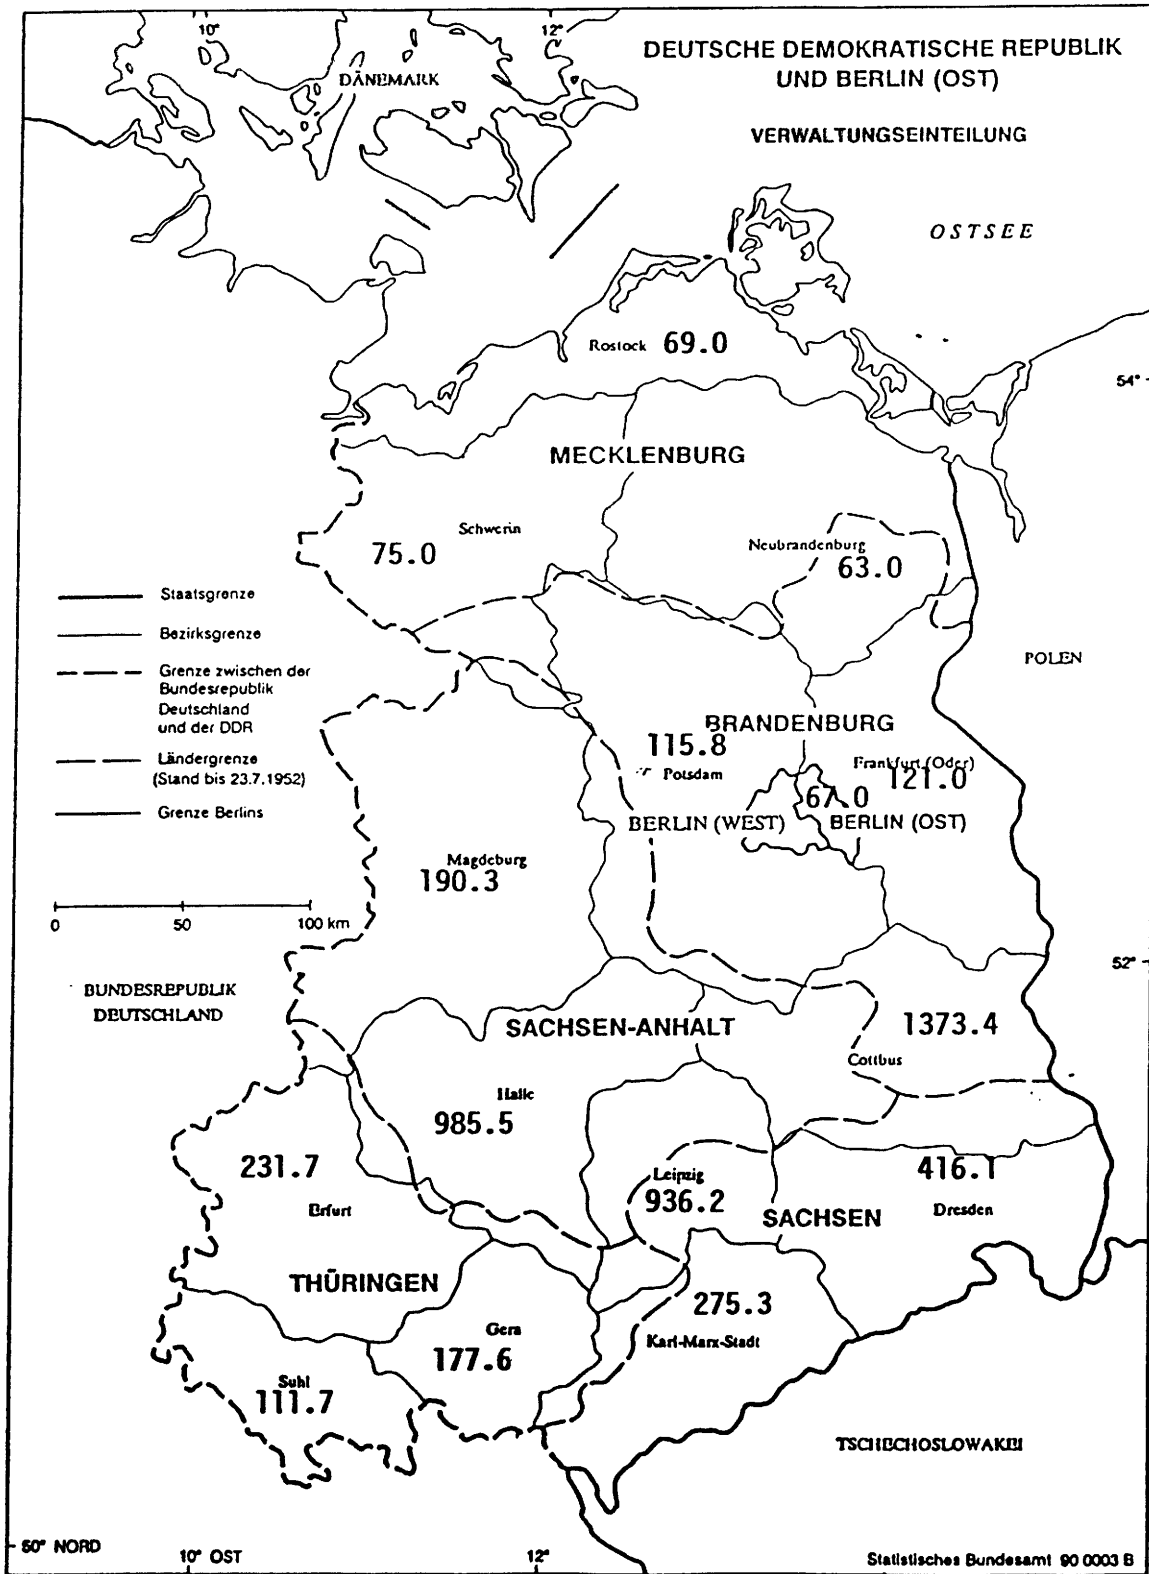 10°
12°
DEUTSCHE DEMOKRATISCHE REPUBLIK
UND BERLIN (OST)
DÄNEMARK
VERWALTUNGSEINTEILUNG
OSTSEE
Rostock 69.0
54°
MECKLENBURG
Schwerin
75.0
Neubrandenburg
63.0
Staatsgrenze
Bezirksgrenze
Grenze zwischen der
Bundesrepublik
Deutschland
und der DDR
Ländergrenze
(Stand bis 23.7.1952)
Grenze Berlins
POLEN
BRANDENBURG
115.8
Potsdam
Frankfurt (Oder)
121.0
67.0
BERLIN (WEST)
BERLIN (OST)
Magdeburg
190.3
0 50 100 km
52°
BUNDESREPUBLIK
DEUTSCHLAND
SACHSEN-ANHALT
1373.4
Cottbus
Halle
985.5
231.7
Erfurt
Leipzig
936.2
416.1
Dresden
SACHSEN
THÜRINGEN
275.3
Karl-Marx-Stadt
Gera
177.6
Suhl
111.7
TSCHECHOSLOWAKEI
50° NORD
10° OST
12°
Statistisches Bundesamt 90 0003 B